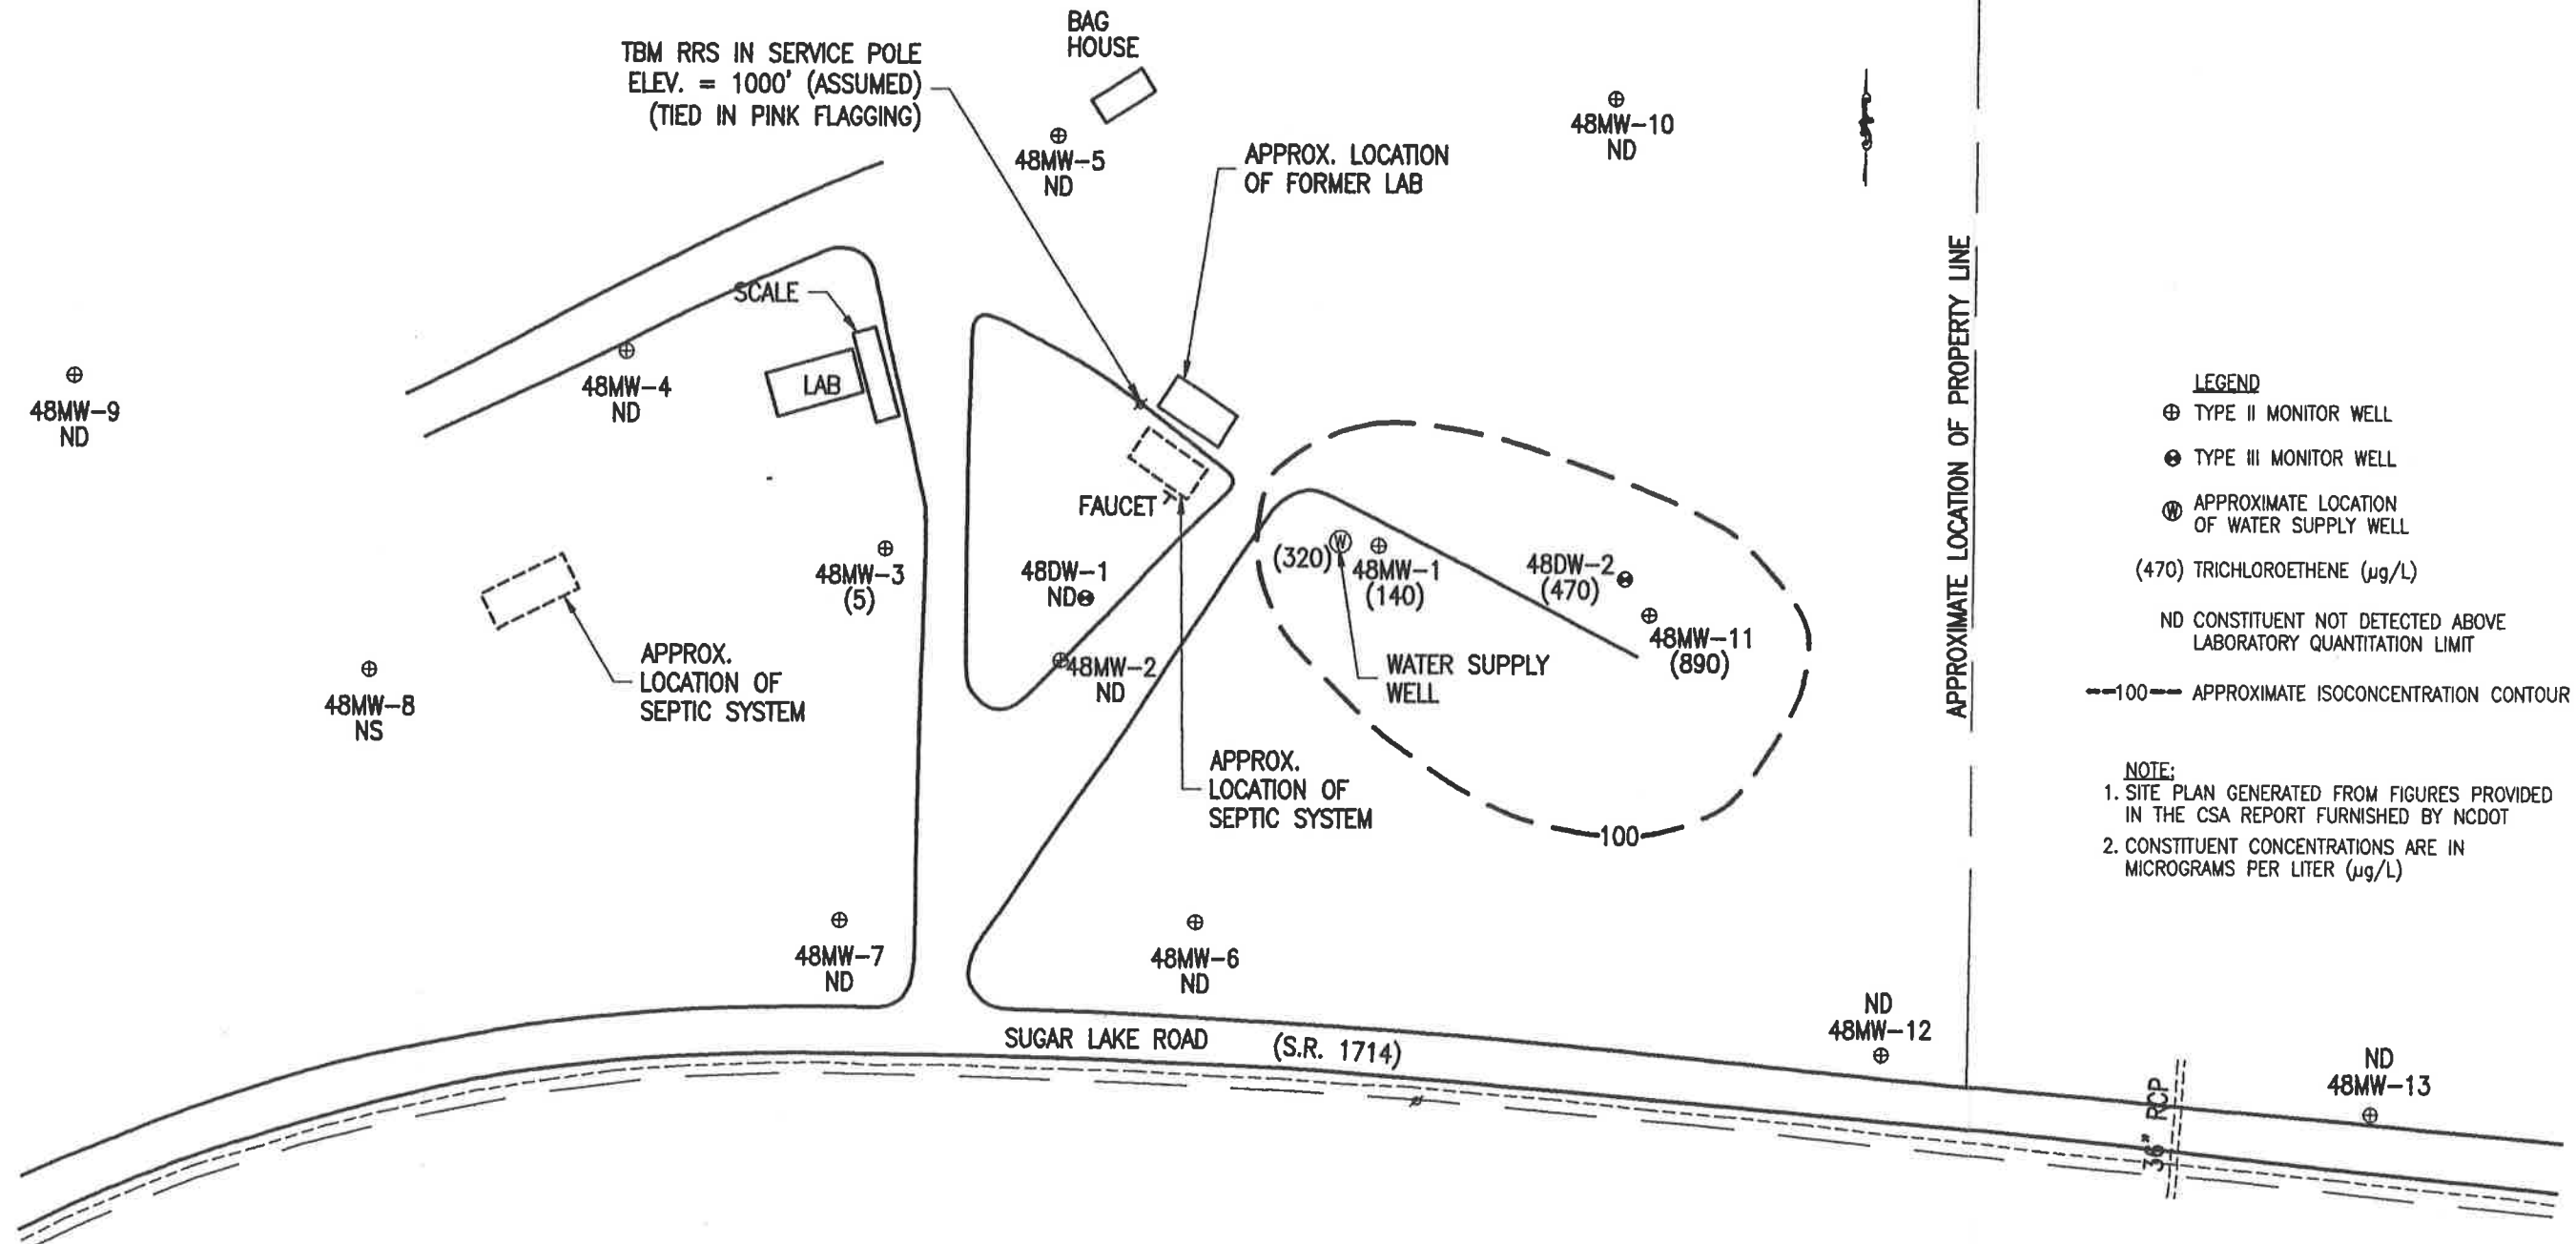 BAG
HOUSE
TBM RRS IN SERVICE POLE
ELEV. = 1000' (ASSUMED)
(TIED IN PINK FLAGGING)
48MW-5
ND
48MW-10
ND
APPROX. LOCATION
OF FORMER LAB
SCALE
LAB
48MW-4
ND
48MW-9
ND
FAUCET
48MW-3
(5)
48DW-1
ND
48MW-2
ND
(320)
48MW-1
(140)
48DW-2
(470)
48MW-11
(890)
WATER SUPPLY
WELL
APPROX.
LOCATION OF
SEPTIC SYSTEM
48MW-8
NS
APPROX.
LOCATION OF
SEPTIC SYSTEM
100
48MW-7
ND
48MW-6
ND
ND
48MW-12
ND
48MW-13
SUGAR LAKE ROAD (S.R. 1714)
36" RCP
APPROXIMATE LOCATION OF PROPERTY LINE
LEGEND
TYPE II MONITOR WELL
TYPE III MONITOR WELL
W APPROXIMATE LOCATION
OF WATER SUPPLY WELL
(470) TRICHLOROETHENE (µg/L)
ND CONSTITUENT NOT DETECTED ABOVE
LABORATORY QUANTITATION LIMIT
100 APPROXIMATE ISOCONCENTRATION CONTOUR
NOTE:
1. SITE PLAN GENERATED FROM FIGURES PROVIDED
IN THE CSA REPORT FURNISHED BY NCDOT
2. CONSTITUENT CONCENTRATIONS ARE IN
MICROGRAMS PER LITER (µg/L)